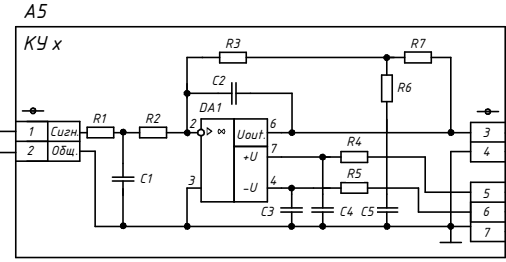 A5
КУ x
R3
R7
C2
R6
DA1
1 Сигн.
R1
R2
2
▷ ∞
Uout.
6
3
2 Общ.
7
+U
R4
4
C1
3
-U
4
R5
5
C3
C4
C5
6
7